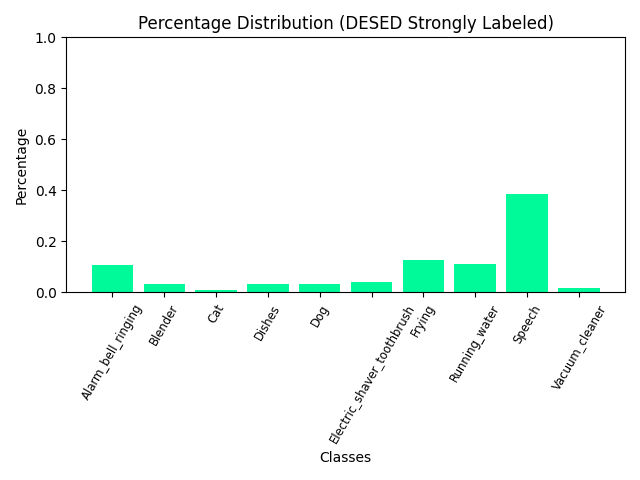 Percentage Distribution (DESED Strongly Labeled)
1.0
0.8
0.6
0.4
0.2
0.0
Percentage
Alarm_bell_ringing
Blender
Cat
Dishes
Dog
Electric_shaver_toothbrush
Frying
Running_water
Speech
Vacuum_cleaner
Classes